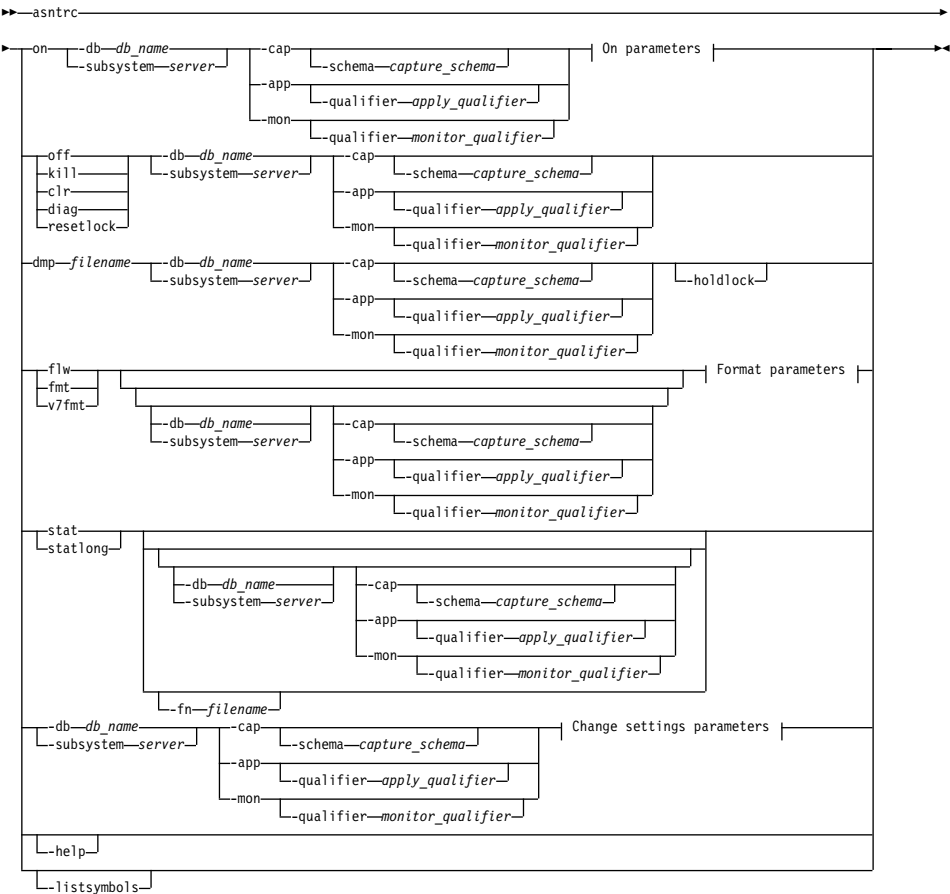 asntrc
on -db db_name -cap On parameters
-subsystem server -schema capture_schema
-app
-qualifier apply_qualifier
-mon
-qualifier monitor_qualifier
off -db db_name -cap
kill -subsystem server -schema capture_schema
clr -app
diag -qualifier apply_qualifier
resetlock -mon
-qualifier monitor_qualifier
dmp filename -db db_name -cap
-subsystem server -schema capture_schema -holdlock
-app
-qualifier apply_qualifier
-mon
-qualifier monitor_qualifier
flw Format parameters
fmt
v7fmt
-db db_name -cap
-subsystem server -schema capture_schema
-app
-qualifier apply_qualifier
-mon
-qualifier monitor_qualifier
stat
statlong
-db db_name -cap
-subsystem server -schema capture_schema
-app
-qualifier apply_qualifier
-mon
-qualifier monitor_qualifier
-fn filename
-db db_name -cap Change settings parameters
-subsystem server -schema capture_schema
-app
-qualifier apply_qualifier
-mon
-qualifier monitor_qualifier
-help
-listsymbols